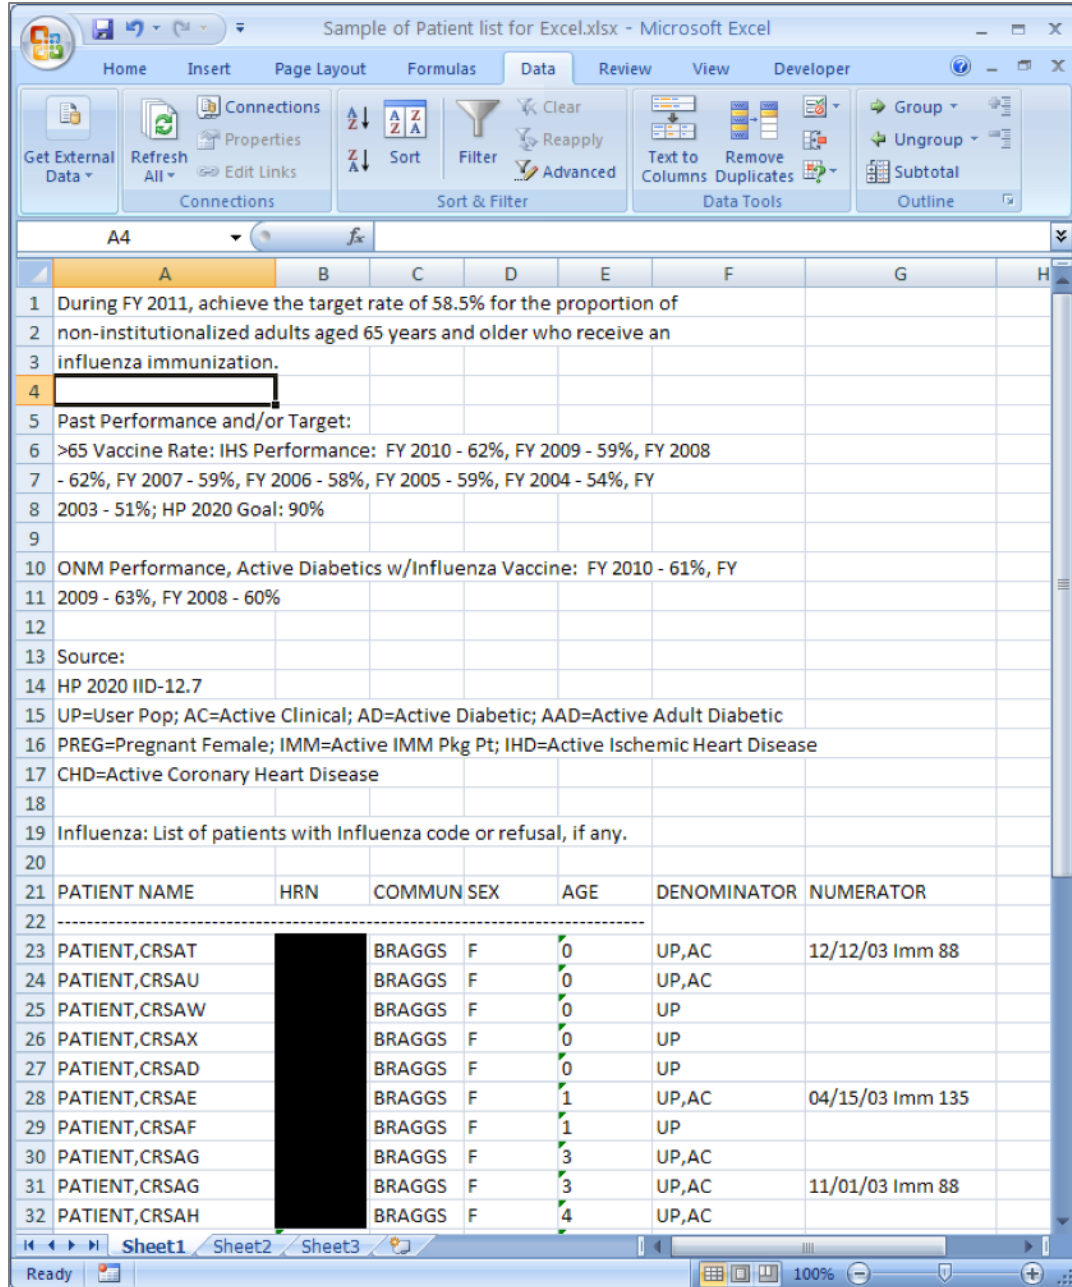 Sample of Patient list for Excel.xlsx - Microsoft Excel
Home Insert Page Layout Formulas Data Review View Developer
Get External Data
Refresh All
Connections
Properties
Edit Links
Connections
Sort
Filter
Clear
Reapply
Advanced
Sort & Filter
Text to Columns
Remove Duplicates
Data Tools
Group
Ungroup
Subtotal
Outline
A4 fx
A B C D E F G H
1 During FY 2011, achieve the target rate of 58.5% for the proportion of
2 non-institutionalized adults aged 65 years and older who receive an
3 influenza immunization.
4
5 Past Performance and/or Target:
6 >65 Vaccine Rate: IHS Performance: FY 2010 - 62%, FY 2009 - 59%, FY 2008
7 - 62%, FY 2007 - 59%, FY 2006 - 58%, FY 2005 - 59%, FY 2004 - 54%, FY
8 2003 - 51%; HP 2020 Goal: 90%
9
10 ONM Performance, Active Diabetics w/Influenza Vaccine: FY 2010 - 61%, FY
11 2009 - 63%, FY 2008 - 60%
12
13 Source:
14 HP 2020 IID-12.7
15 UP=User Pop; AC=Active Clinical; AD=Active Diabetic; AAD=Active Adult Diabetic
16 PREG=Pregnant Female; IMM=Active IMM Pkg Pt; IHD=Active Ischemic Heart Disease
17 CHD=Active Coronary Heart Disease
18
19 Influenza: List of patients with Influenza code or refusal, if any.
20
21 PATIENT NAME HRN COMMUN SEX AGE DENOMINATOR NUMERATOR
22 --------------------------------------------------------------------------------
23 PATIENT,CRSAT BRAGGS F 0 UP,AC 12/12/03 Imm 88
24 PATIENT,CRSAU BRAGGS F 0 UP,AC
25 PATIENT,CRSAW BRAGGS F 0 UP
26 PATIENT,CRSAX BRAGGS F 0 UP
27 PATIENT,CRSAD BRAGGS F 0 UP
28 PATIENT,CRSAE BRAGGS F 1 UP,AC 04/15/03 Imm 135
29 PATIENT,CRSAF BRAGGS F 1 UP
30 PATIENT,CRSAG BRAGGS F 3 UP,AC
31 PATIENT,CRSAG BRAGGS F 3 UP,AC 11/01/03 Imm 88
32 PATIENT,CRSAH BRAGGS F 4 UP,AC
Sheet1 Sheet2 Sheet3
Ready 100%